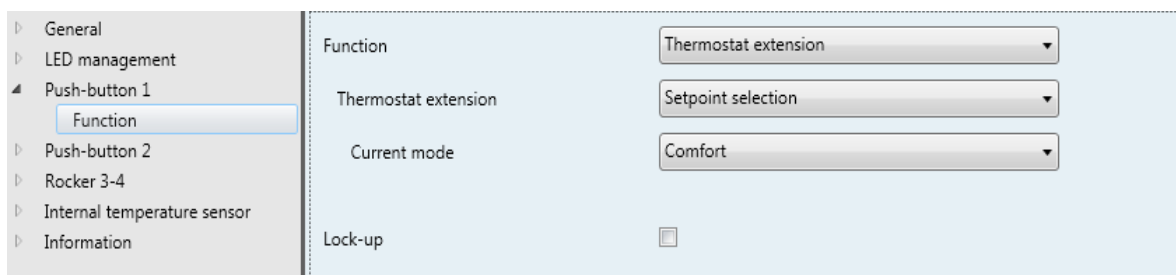 General
LED management
Push-button 1
Function
Push-button 2
Rocker 3-4
Internal temperature sensor
Information
Function
Thermostat extension
Thermostat extension
Setpoint selection
Current mode
Comfort
Lock-up